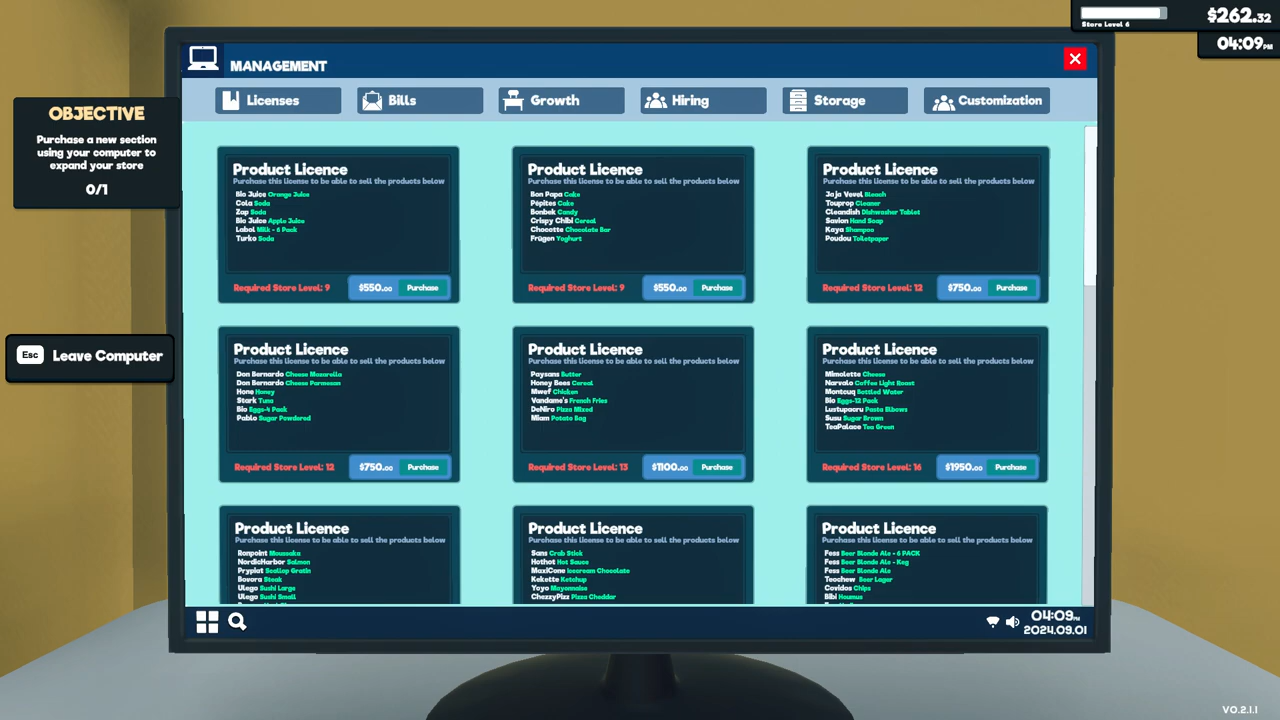 $262.32
Store Level 6
04:09PM
MANAGEMENT
Licenses
Bills
Growth
Hiring
Storage
Customization
OBJECTIVE
Purchase a new section
using your computer to
expand your store
0/1
Esc
Leave Computer
Product Licence
Purchase this license to be able to sell the products below
Bio Juice Orange Juice
Cola Soda
Zap Soda
Bio Juice Apple Juice
Labol Milk - 6 Pack
Turko Soda
Required Store Level: 9
$550.00
Purchase
Product Licence
Purchase this license to be able to sell the products below
Bon Papa Cake
Pépites Cake
Bonbek Candy
Crispy Chibi Cereal
Chocotte Chocolate Bar
Frügen Yoghurt
Required Store Level: 9
$550.00
Purchase
Product Licence
Purchase this license to be able to sell the products below
Jaja Vovel Bleach
Touprop Cleaner
Cleandish Dishwasher Tablet
Savlon Hand Soap
Kaya Shampoo
Poudou Toiletpaper
Required Store Level: 12
$750.00
Purchase
Product Licence
Purchase this license to be able to sell the products below
Don Bernardo Cheese Mozarella
Don Bernardo Cheese Parmesan
Hone Honey
Stark Tuna
Bio Eggs-4 Pack
Pablo Sugar Powdered
Required Store Level: 12
$750.00
Purchase
Product Licence
Purchase this license to be able to sell the products below
Paysans Butter
Honey Bees Cereal
Mwef Chicken
Vandame's French Fries
DeNiro Pizza Mixed
Miam Potato Bag
Required Store Level: 13
$1100.00
Purchase
Product Licence
Purchase this license to be able to sell the products below
Mimolette Cheese
Narvalo Coffee Light Roast
Montcuq Bottled Water
Bio Eggs-12 Pack
Lustupacru Pasta Elbows
Susu Sugar Brown
TeaPalace Tea Green
Required Store Level: 16
$1950.00
Purchase
Product Licence
Purchase this license to be able to sell the products below
Ronpoint Moussaka
NordicHarbor Salmon
Prypiat Scallop Gratin
Bovora Steak
Ulego Sushi Large
Ulego Sushi Small
Product Licence
Purchase this license to be able to sell the products below
Sans Crab Stick
Hothot Hot Sauce
MaxiCone Icecream Chocolate
Kekette Ketchup
Yoyo Mayonnaise
ChezzyPizz Pizza Cheddar
Product Licence
Purchase this license to be able to sell the products below
Fess Beer Blonde Ale - 6 PACK
Fess Beer Blonde Ale - Keg
Fess Beer Blonde Ale
Teochew Beer Lager
Covidos Chips
Bibi Houmus
04:09PM
2024.09.01
V0.2.1.1